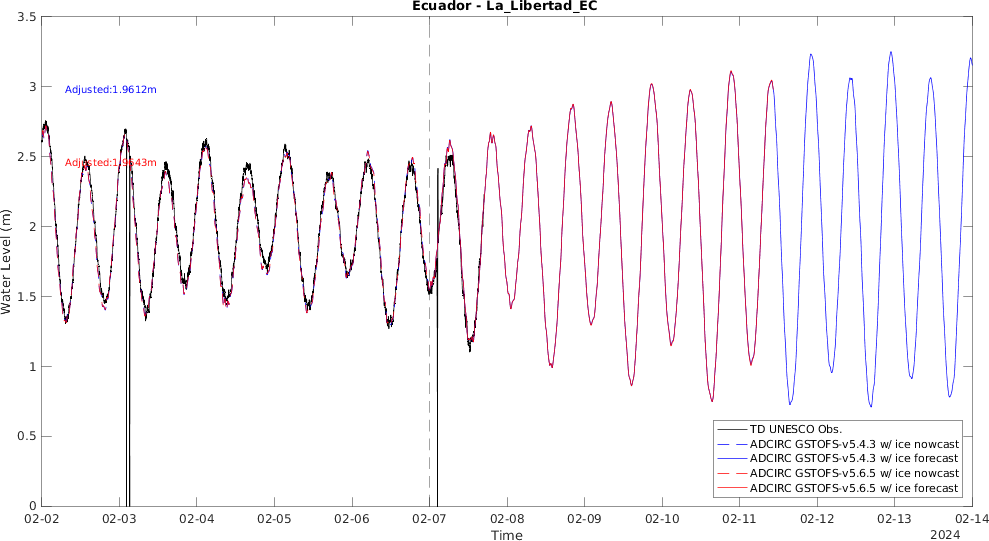 Ecuador - La_Libertad_EC
3.5
3
2.5
2
1.5
1
0.5
0
Water Level (m)
Adjusted:1.9612m
Adjusted:1.9543m
TD UNESCO Obs.
ADCIRC GSTOFS-v5.4.3 w/ ice nowcast
ADCIRC GSTOFS-v5.4.3 w/ ice forecast
ADCIRC GSTOFS-v5.6.5 w/ ice nowcast
ADCIRC GSTOFS-v5.6.5 w/ ice forecast
02-02 02-03 02-04 02-05 02-06 02-07 02-08 02-09 02-10 02-11 02-12 02-13 02-14
Time
2024